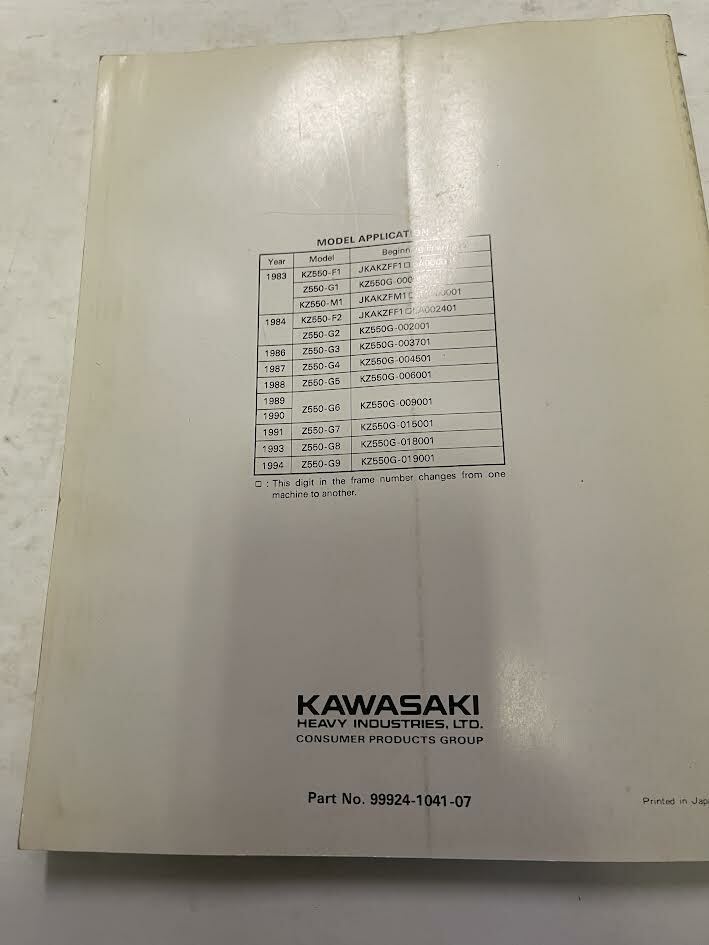 MODEL APPLICATION
Year Model
1983 KZ550-F1
Z550-G1
KZ550-M1
1984 KZ550-F2 JKAKZFF1□EA002401
Z550-G2 KZ550G-002001
1986 Z550-G3 KZ550G-003701
1987 Z550-G4 KZ550G-004501
1988 Z550-G5 KZ550G-006001
1989
1990 Z550-G6 KZ550G-009001
1991 Z550-G7 KZ550G-015001
1993 Z550-G8 KZ550G-018001
1994 Z550-G9 KZ550G-019001
□ : This digit in the frame number changes from one
machine to another.
KAWASAKI
HEAVY INDUSTRIES, LTD.
CONSUMER PRODUCTS GROUP
Part No. 99924-1041-07
Printed in